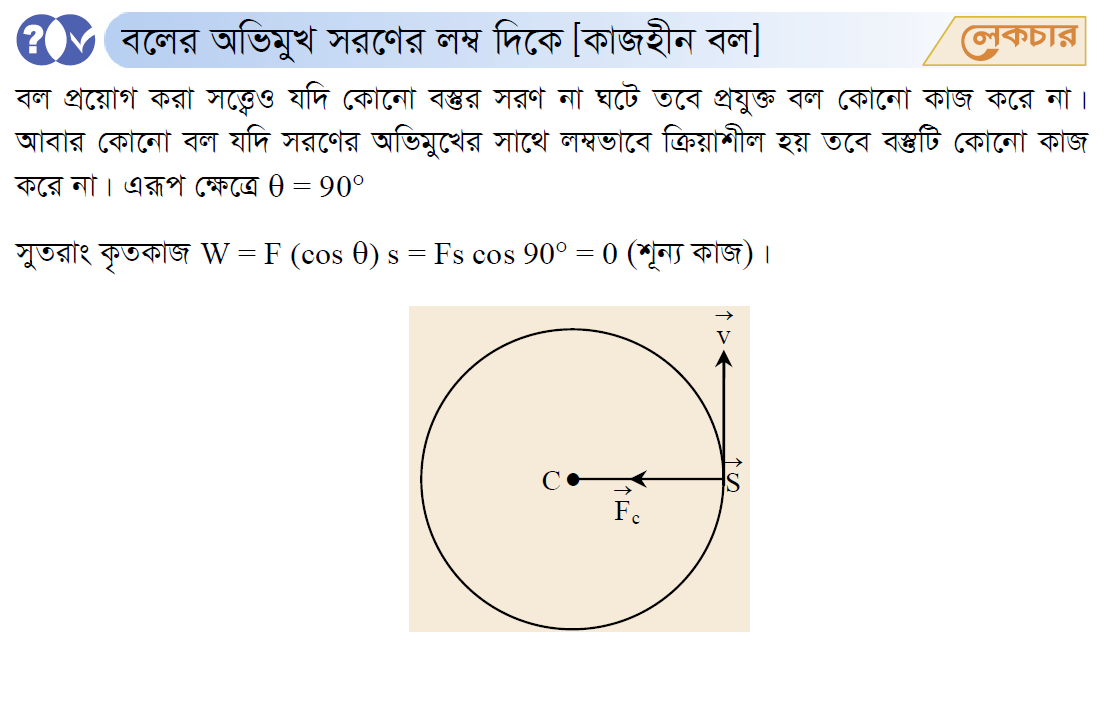 বলের অভিমুখ সরণের লম্ব দিকে [কাজহীন বল]
লেকচার
বল প্রয়োগ করা সত্ত্বেও যদি কোনো বস্তুর সরণ না ঘটে তবে প্রযুক্ত বল কোনো কাজ করে না।
আবার কোনো বল যদি সরণের অভিমুখের সাথে লম্বভাবে ক্রিয়াশীল হয় তবে বস্তুটি কোনো কাজ
করে না। এরূপ ক্ষেত্রে θ = 90°
সুতরাং কৃতকাজ W = F (cos θ) s = Fs cos 90° = 0 (শূন্য কাজ)।
v⃗
C
S⃗
F⃗c